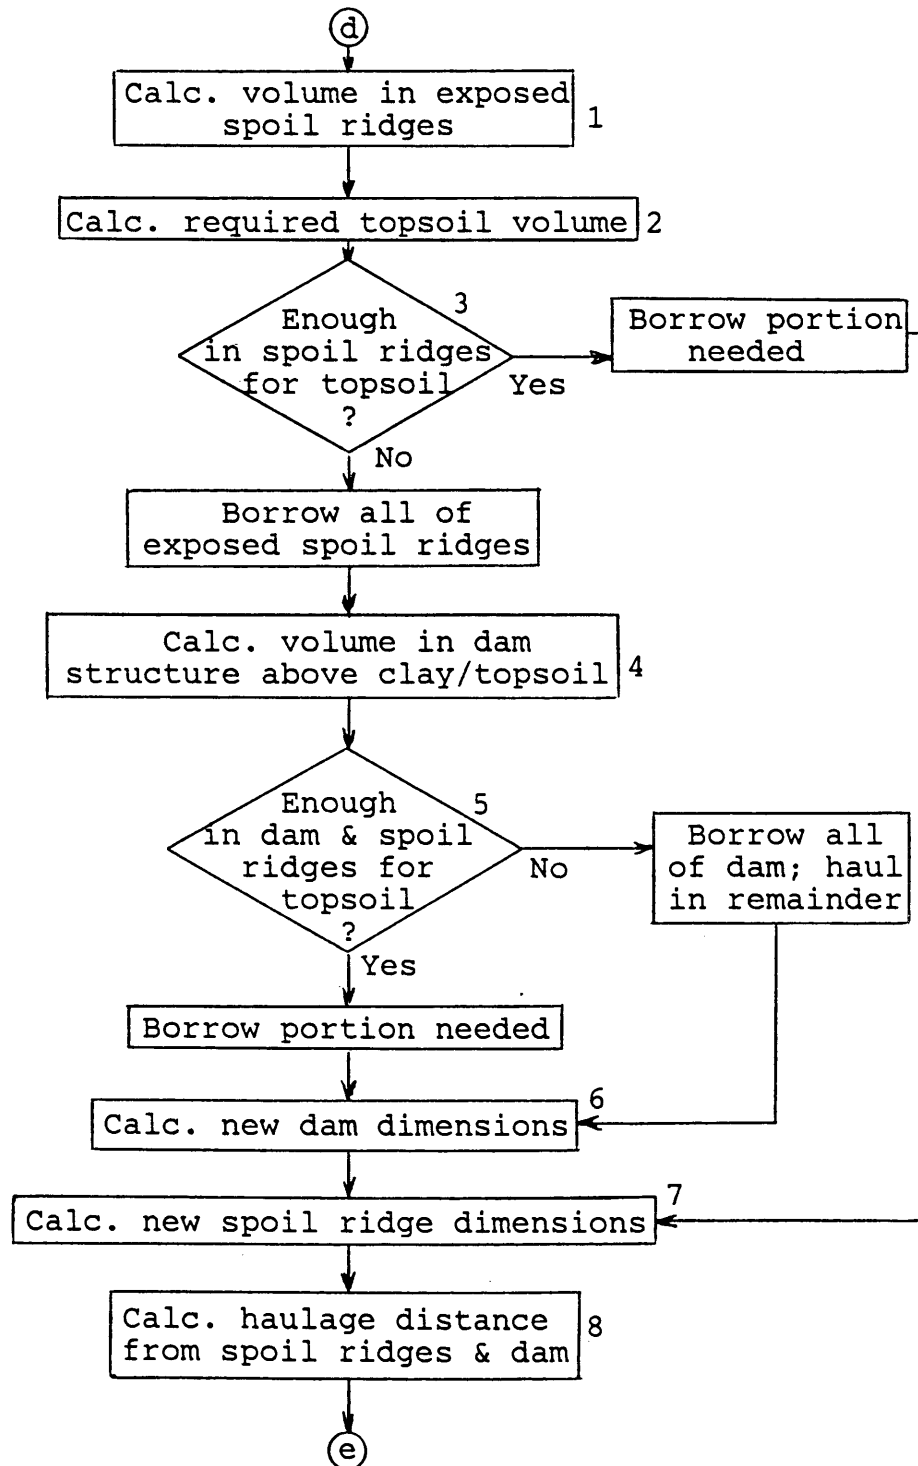 d
Calc. volume in exposed
spoil ridges
1
Calc. required topsoil volume
2
3
Enough
in spoil ridges
for topsoil
?
Yes
Borrow portion
needed
No
Borrow all of
exposed spoil ridges
Calc. volume in dam
structure above clay/topsoil
4
5
Enough
in dam & spoil
ridges for
topsoil
?
No
Borrow all
of dam; haul
in remainder
Yes
Borrow portion needed
6
Calc. new dam dimensions
7
Calc. new spoil ridge dimensions
Calc. haulage distance
from spoil ridges & dam
8
e